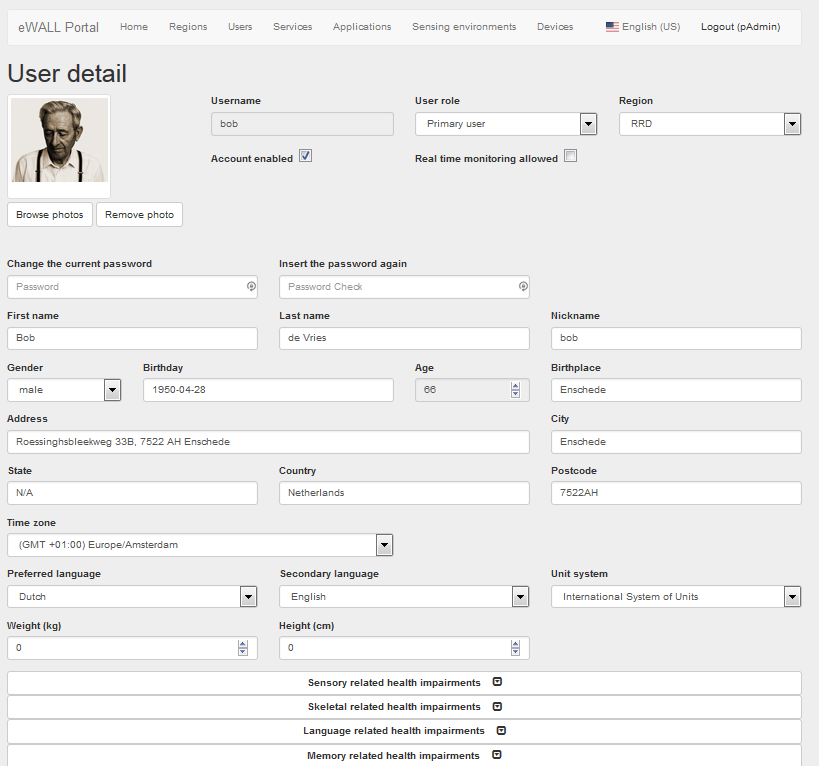 eWALL Portal Home Regions Users Services Applications Sensing environments Devices English (US) Logout (pAdmin)
User detail
Username User role Region
bob Primary user RRD
Account enabled Real time monitoring allowed
Browse photos Remove photo
Change the current password Insert the password again
Password Password Check
First name Last name Nickname
Bob de Vries bob
Gender Birthday Age Birthplace
male 1950-04-28 66 Enschede
Address City
Roessinghsbleekweg 33B, 7522 AH Enschede Enschede
State Country Postcode
N/A Netherlands 7522AH
Time zone
(GMT +01:00) Europe/Amsterdam
Preferred language Secondary language Unit system
Dutch English International System of Units
Weight (kg) Height (cm)
0 0
Sensory related health impairments
Skeletal related health impairments
Language related health impairments
Memory related health impairments